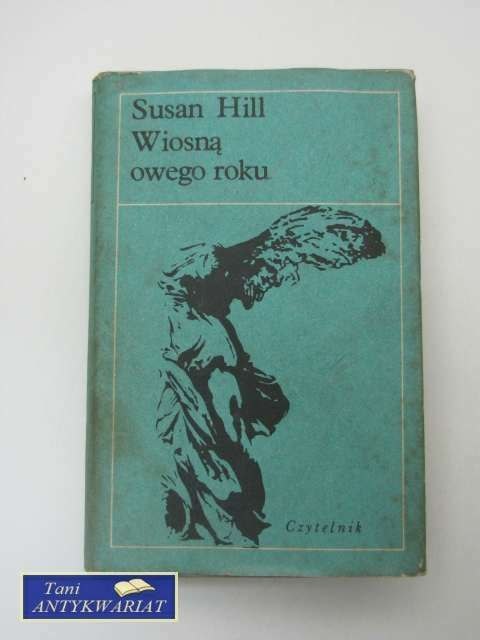 Susan Hill
Wiosną
owego roku
Czytelnik
Tani
ANTYKWARIAT